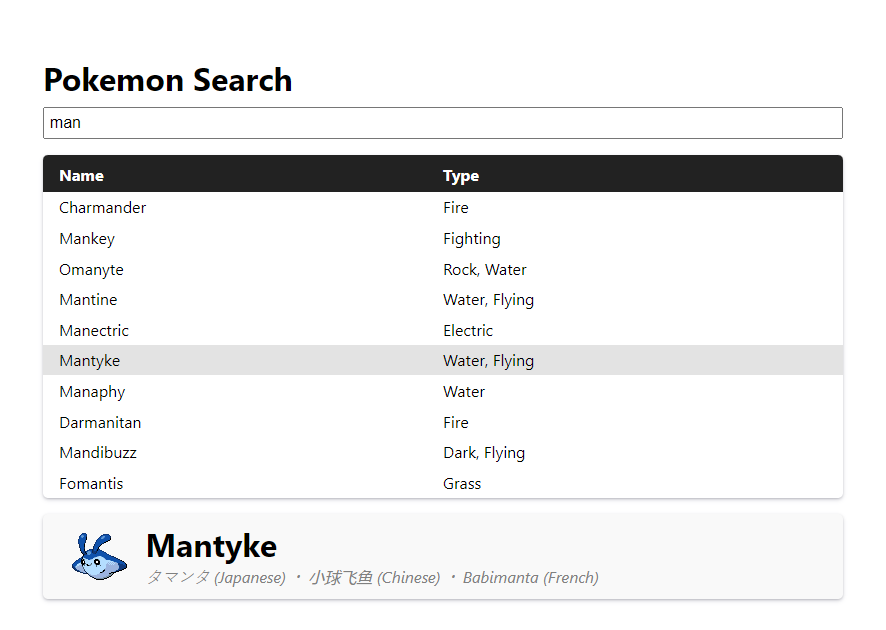 Pokemon Search
man
Name Type
Charmander Fire
Mankey Fighting
Omanyte Rock, Water
Mantine Water, Flying
Manectric Electric
Mantyke Water, Flying
Manaphy Water
Darmanitan Fire
Mandibuzz Dark, Flying
Fomantis Grass
Mantyke
タマンタ (Japanese) ・ 小球飞鱼 (Chinese) ・ Babimanta (French)